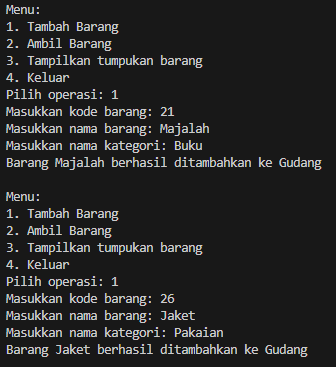 Menu:
1. Tambah Barang
2. Ambil Barang
3. Tampilkan tumpukan barang
4. Keluar
Pilih operasi: 1
Masukkan kode barang: 21
Masukkan nama barang: Majalah
Masukkan nama kategori: Buku
Barang Majalah berhasil ditambahkan ke Gudang

Menu:
1. Tambah Barang
2. Ambil Barang
3. Tampilkan tumpukan barang
4. Keluar
Pilih operasi: 1
Masukkan kode barang: 26
Masukkan nama barang: Jaket
Masukkan nama kategori: Pakaian
Barang Jaket berhasil ditambahkan ke Gudang